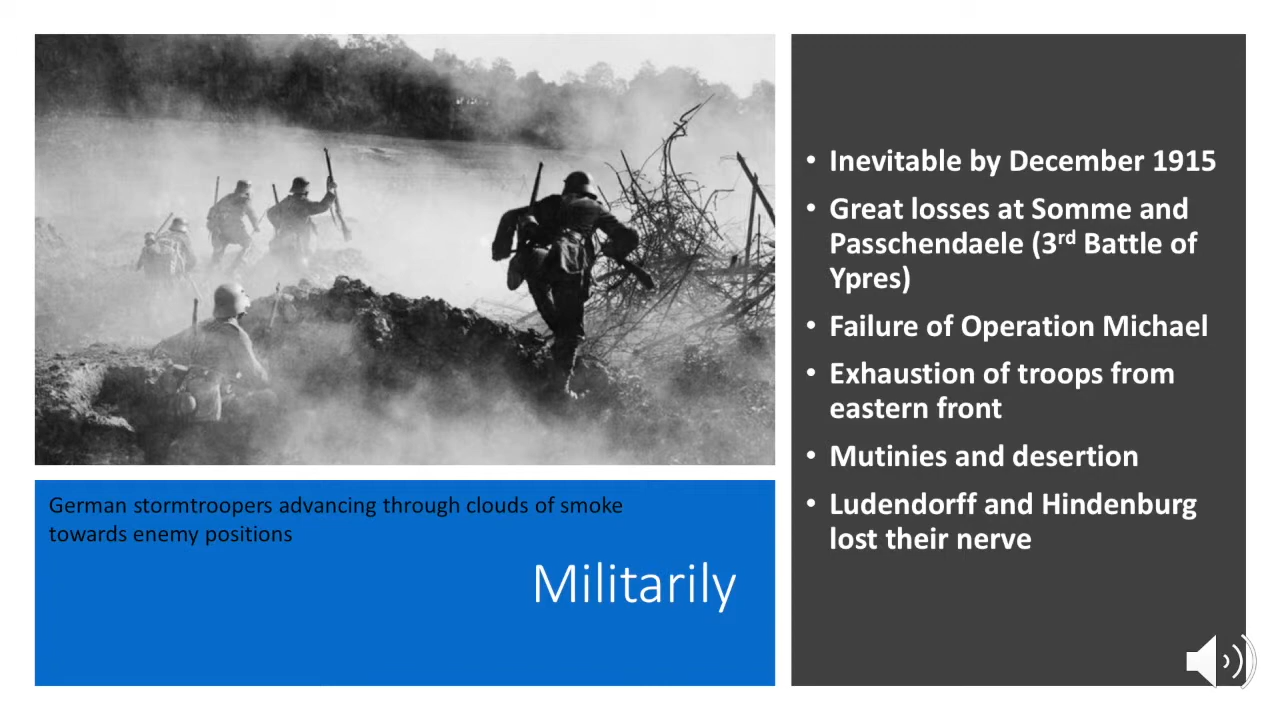 German stormtroopers advancing through clouds of smoke
towards enemy positions
Militarily
• Inevitable by December 1915
• Great losses at Somme and
Passchendaele (3rd Battle of
Ypres)
• Failure of Operation Michael
• Exhaustion of troops from
eastern front
• Mutinies and desertion
• Ludendorff and Hindenburg
lost their nerve